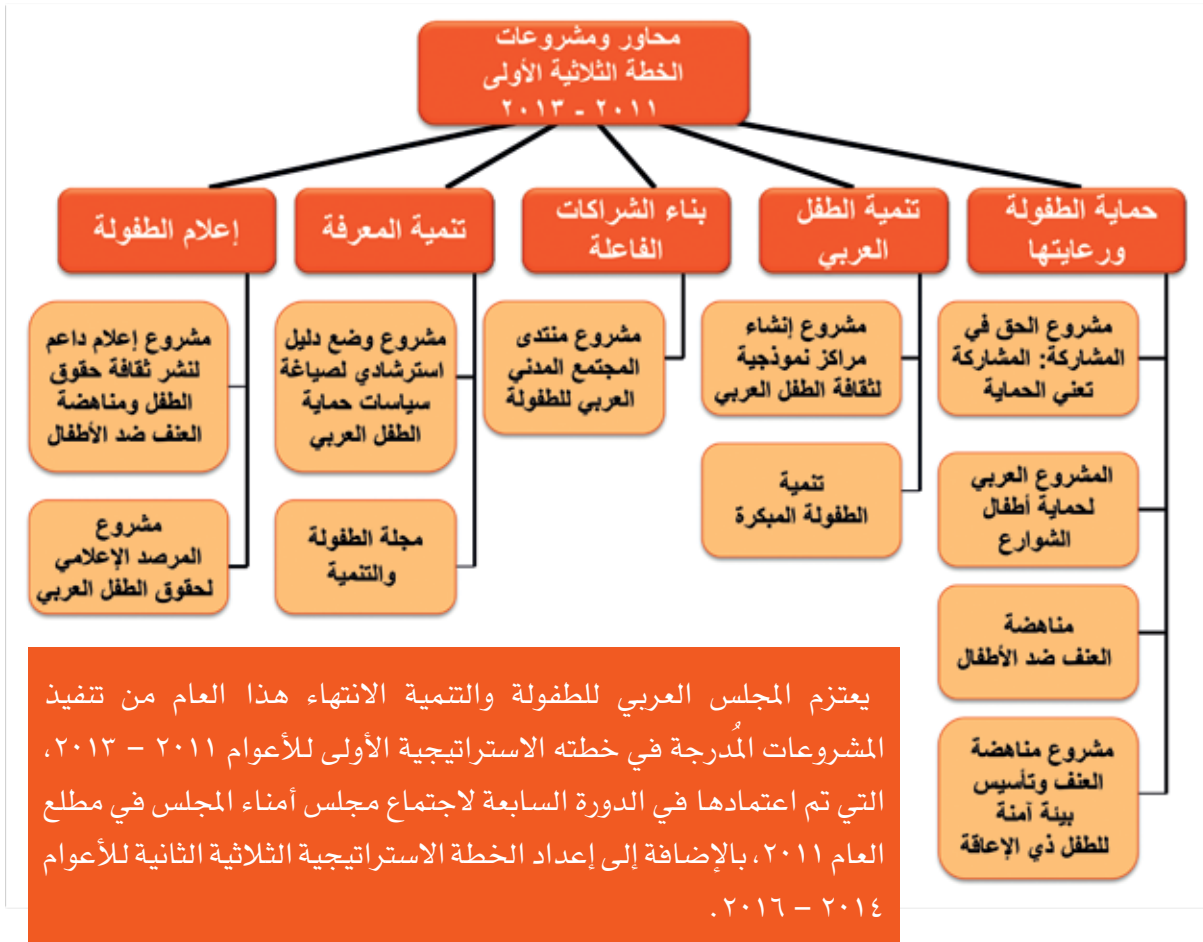 محاور ومشروعات
الخطة الثلاثية الأولى
٢٠١١ - ٢٠١٣
حماية الطفولة
ورعايتها
مشروع الحق في
المشاركة: المشاركة
تعني الحماية
المشروع العربي
لحماية أطفال
الشوارع
مناهضة
العنف ضد الأطفال
مشروع مناهضة
العنف وتأسيس
بيئة آمنة
للطفل ذي الإعاقة
تنمية الطفل
العربي
مشروع إنشاء
مراكز نموذجية
لثقافة الطفل العربي
تنمية
الطفولة المبكرة
بناء الشراكات
الفاعلة
مشروع منتدى
المجتمع المدني
العربي للطفولة
تنمية المعرفة
مشروع وضع دليل
استرشادي لصياغة
سياسات حماية
الطفل العربي
مجلة الطفولة
والتنمية
إعلام الطفولة
مشروع إعلام داعم
لنشر ثقافة حقوق
الطفل ومناهضة
العنف ضد الأطفال
مشروع
المرصد الإعلامي
لحقوق الطفل العربي
يعتزم المجلس العربي للطفولة والتنمية الانتهاء هذا العام من تنفيذ
المشروعات المُدرجة في خطته الاستراتيجية الأولى للأعوام ٢٠١١ – ٢٠١٣،
التي تم اعتمادها في الدورة السابعة لاجتماع مجلس أمناء المجلس في مطلع
العام ٢٠١١، بالإضافة إلى إعداد الخطة الاستراتيجية الثلاثية الثانية للأعوام
٢٠١٤ – ٢٠١٦.